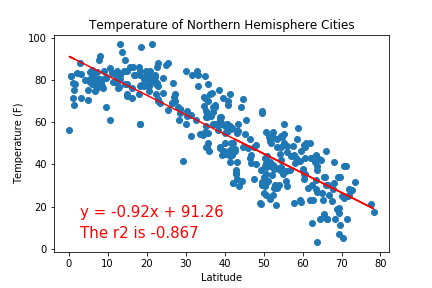 Temperature of Northern Hemisphere Cities
100
80
60
40
20
0
Temperature (F)
y = -0.92x + 91.26
The r2 is -0.867
0 10 20 30 40 50 60 70 80
Latitude